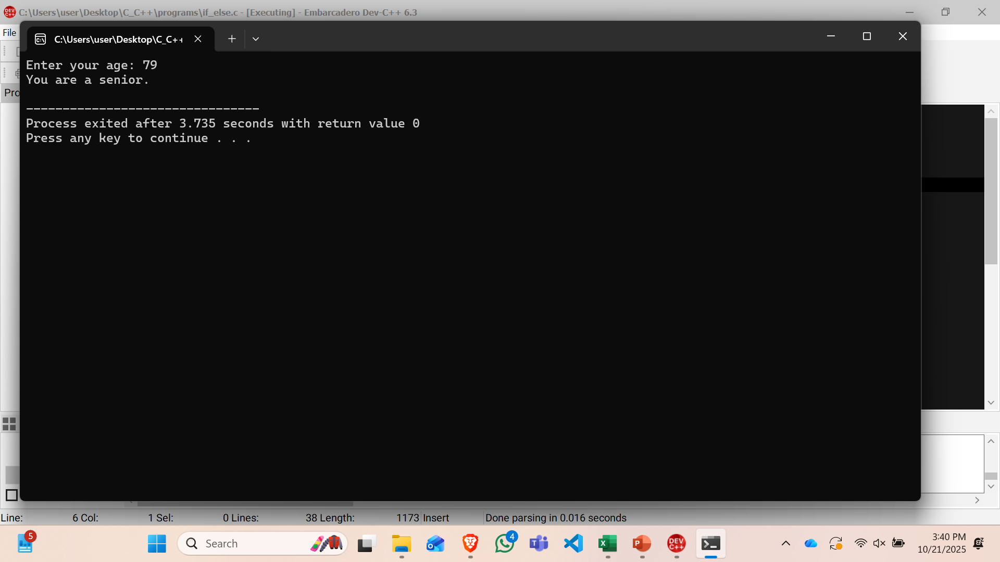 C:\Users\user\Desktop\C_C++\programs\if_else.c - [Executing] - Embarcadero Dev-C++ 6.3
File
C:\Users\user\Desktop\C_C++
Enter your age: 79
You are a senior.
Pro
--------------------------------
Process exited after 3.735 seconds with return value 0
Press any key to continue . . .
Line: 6 Col: 1 Sel: 0 Lines: 38 Length: 1173 Insert Done parsing in 0.016 seconds
5
Search
4
DEV C++
3:40 PM
10/21/2025